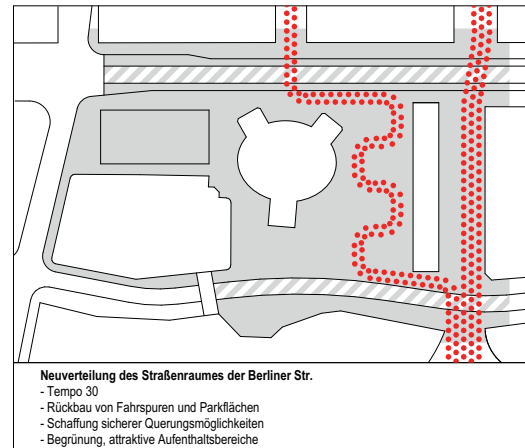 Neuverteilung des Straßenraumes der Berliner Str.
- Tempo 30
- Rückbau von Fahrspuren und Parkflächen
- Schaffung sicherer Querungsmöglichkeiten
- Begrünung, attraktive Aufenthaltsbereiche